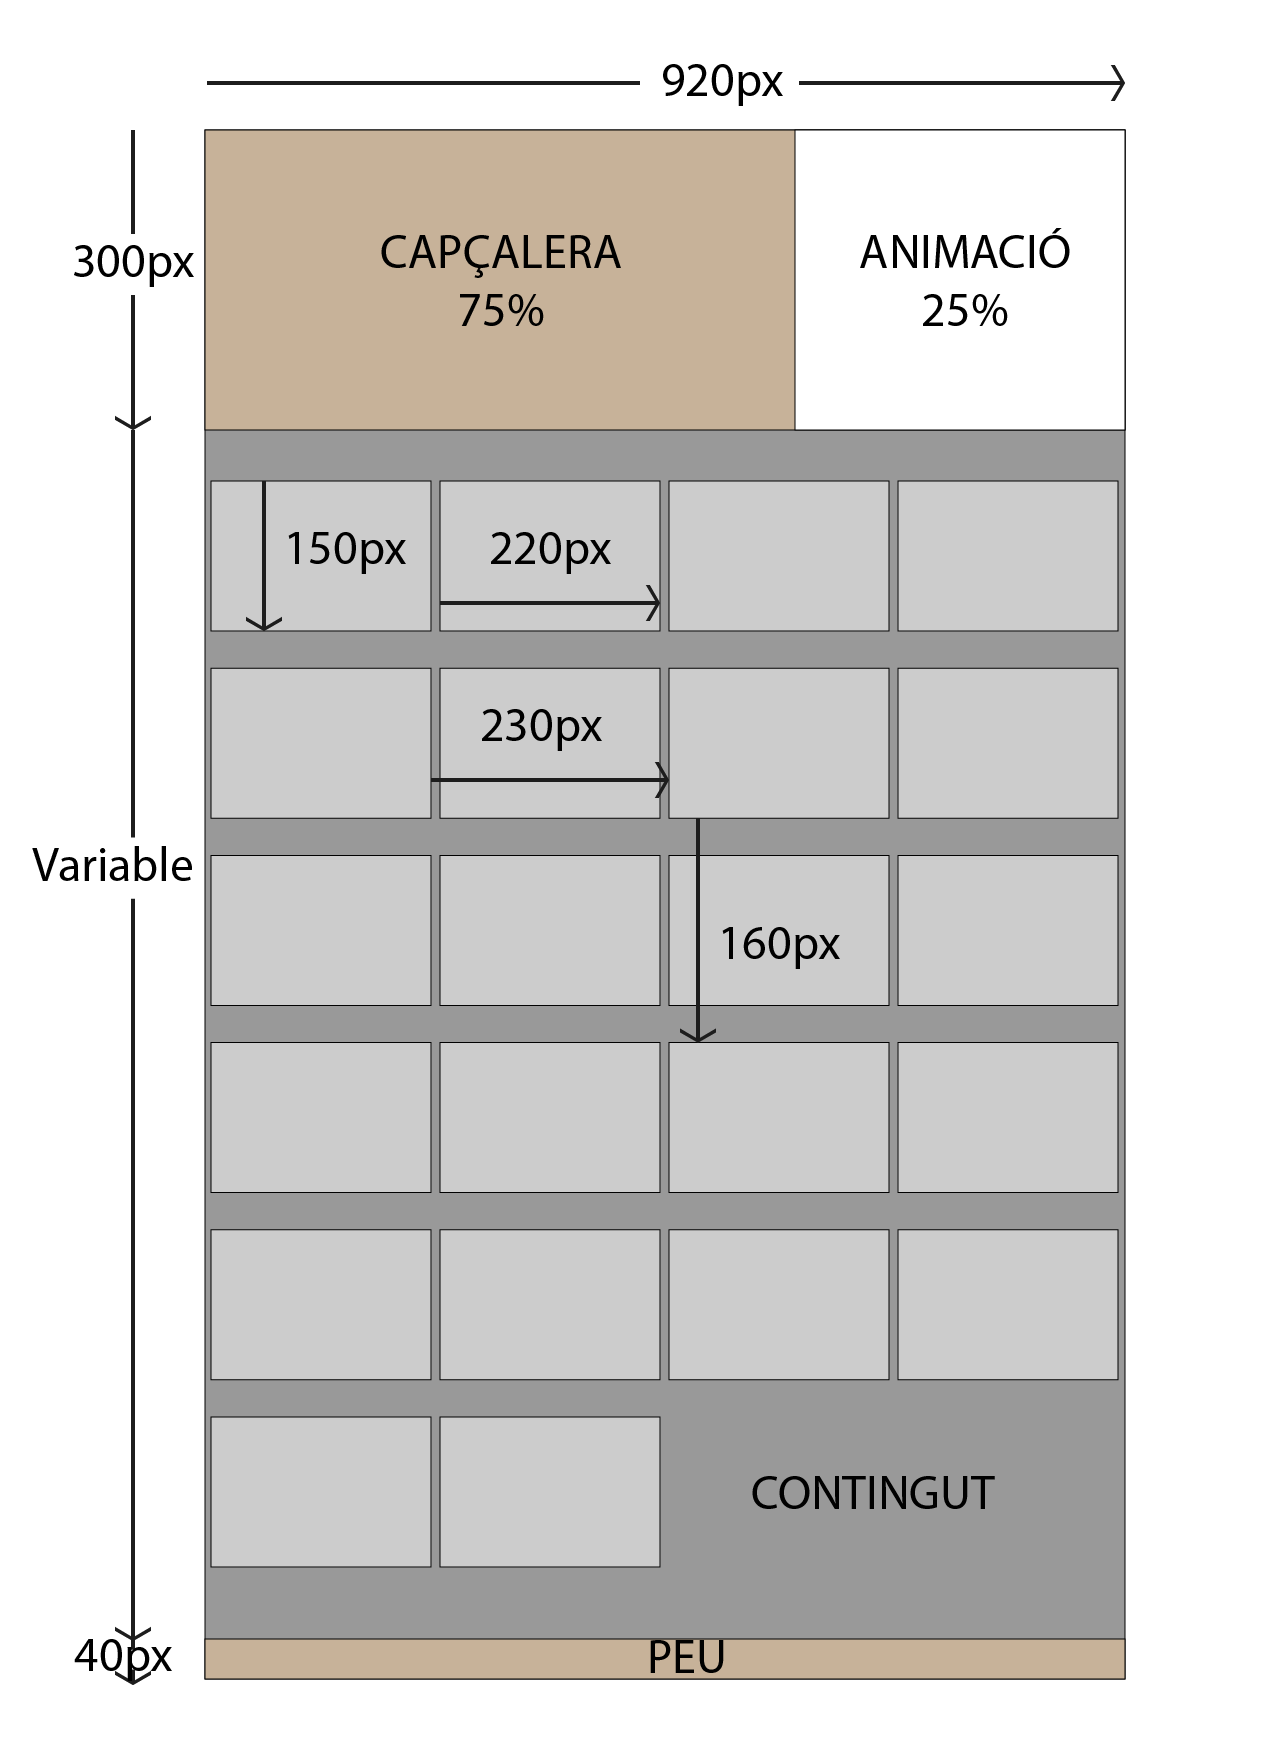 920px
300px
CAPÇALERA
75%
ANIMACIÓ
25%
150px
220px
230px
Variable
160px
CONTINGUT
40px
PEU